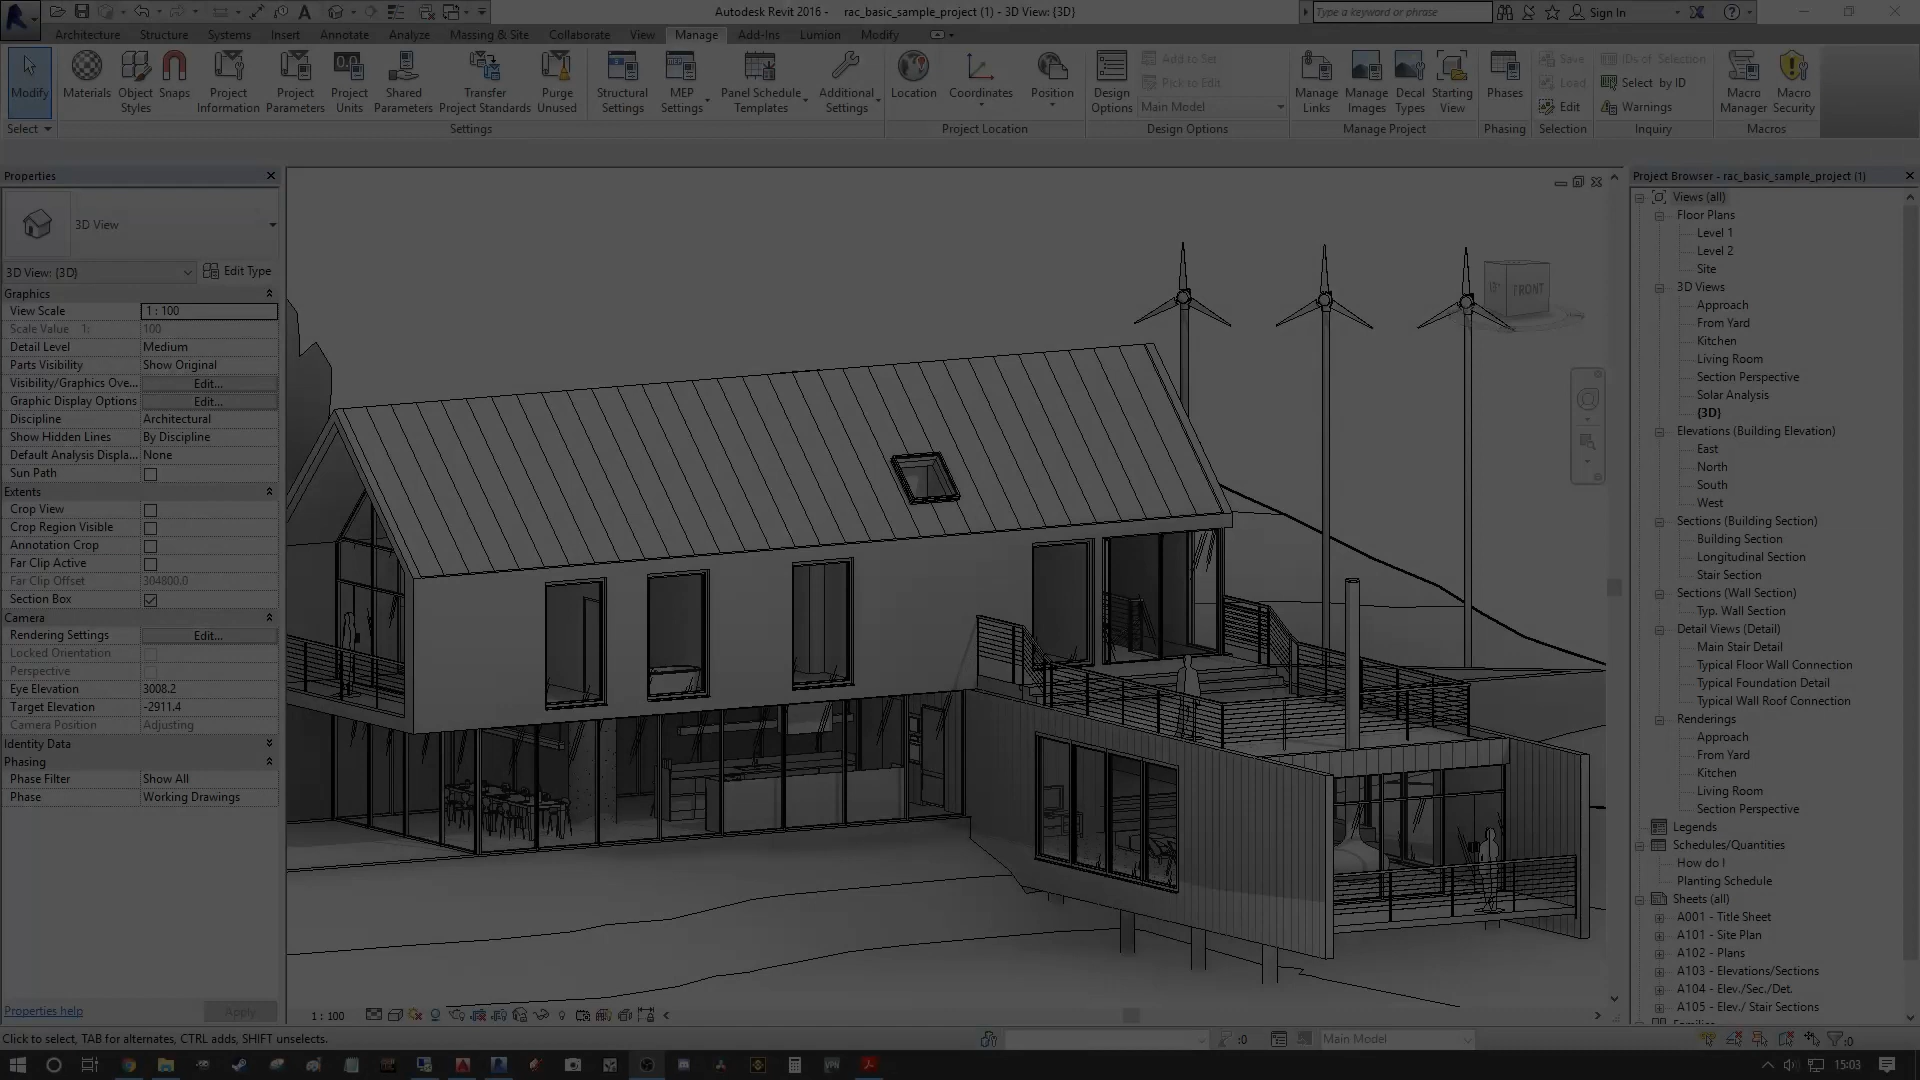 Autodesk Revit 2016 - rac_basic_sample_project (1) - 3D View: {3D}
Type a keyword or phrase
Sign In
Architecture Structure Systems Insert Annotate Analyze Massing & Site Collaborate View Manage Add-Ins Lumion Modify
Modify
Materials
Object Styles
Snaps
Project Information
Project Parameters
Project Units
Shared Parameters
Transfer Project Standards
Purge Unused
Structural Settings
MEP Settings
Panel Schedule Templates
Additional Settings
Location
Coordinates
Position
Design Options
Add to Set
Pick to Edit
Main Model
Manage Links
Manage Images
Decal Types
Starting View
Phases
Save
Load
Edit
IDs of Selection
Select by ID
Warnings
Macro Manager
Macro Security
Select
Settings
Project Location
Design Options
Manage Project
Phasing
Selection
Inquiry
Macros
Properties
3D View
3D View: {3D}
Edit Type
Graphics
View Scale 1 : 100
Scale Value 1: 100
Detail Level Medium
Parts Visibility Show Original
Visibility/Graphics Ove... Edit...
Graphic Display Options Edit...
Discipline Architectural
Show Hidden Lines By Discipline
Default Analysis Displa... None
Sun Path
Extents
Crop View
Crop Region Visible
Annotation Crop
Far Clip Active
Far Clip Offset 304800.0
Section Box
Camera
Rendering Settings Edit...
Locked Orientation
Perspective
Eye Elevation 3008.2
Target Elevation -2911.4
Camera Position Adjusting
Identity Data
Phasing
Phase Filter Show All
Phase Working Drawings
Properties help
Apply
FRONT
Project Browser - rac_basic_sample_project (1)
Views (all)
Floor Plans
Level 1
Level 2
Site
3D Views
Approach
From Yard
Kitchen
Living Room
Section Perspective
Solar Analysis
{3D}
Elevations (Building Elevation)
East
North
South
West
Sections (Building Section)
Building Section
Longitudinal Section
Stair Section
Sections (Wall Section)
Typ. Wall Section
Detail Views (Detail)
Main Stair Detail
Typical Floor Wall Connection
Typical Foundation Detail
Typical Wall Roof Connection
Renderings
Approach
From Yard
Kitchen
Living Room
Section Perspective
Legends
Schedules/Quantities
How do I
Planting Schedule
Sheets (all)
A001 - Title Sheet
A101 - Site Plan
A102 - Plans
A103 - Elevations/Sections
A104 - Elev./Sec./Det.
A105 - Elev./ Stair Sections
1 : 100
Click to select, TAB for alternates, CTRL adds, SHIFT unselects.
:0
Main Model
:0
VPN
15:03